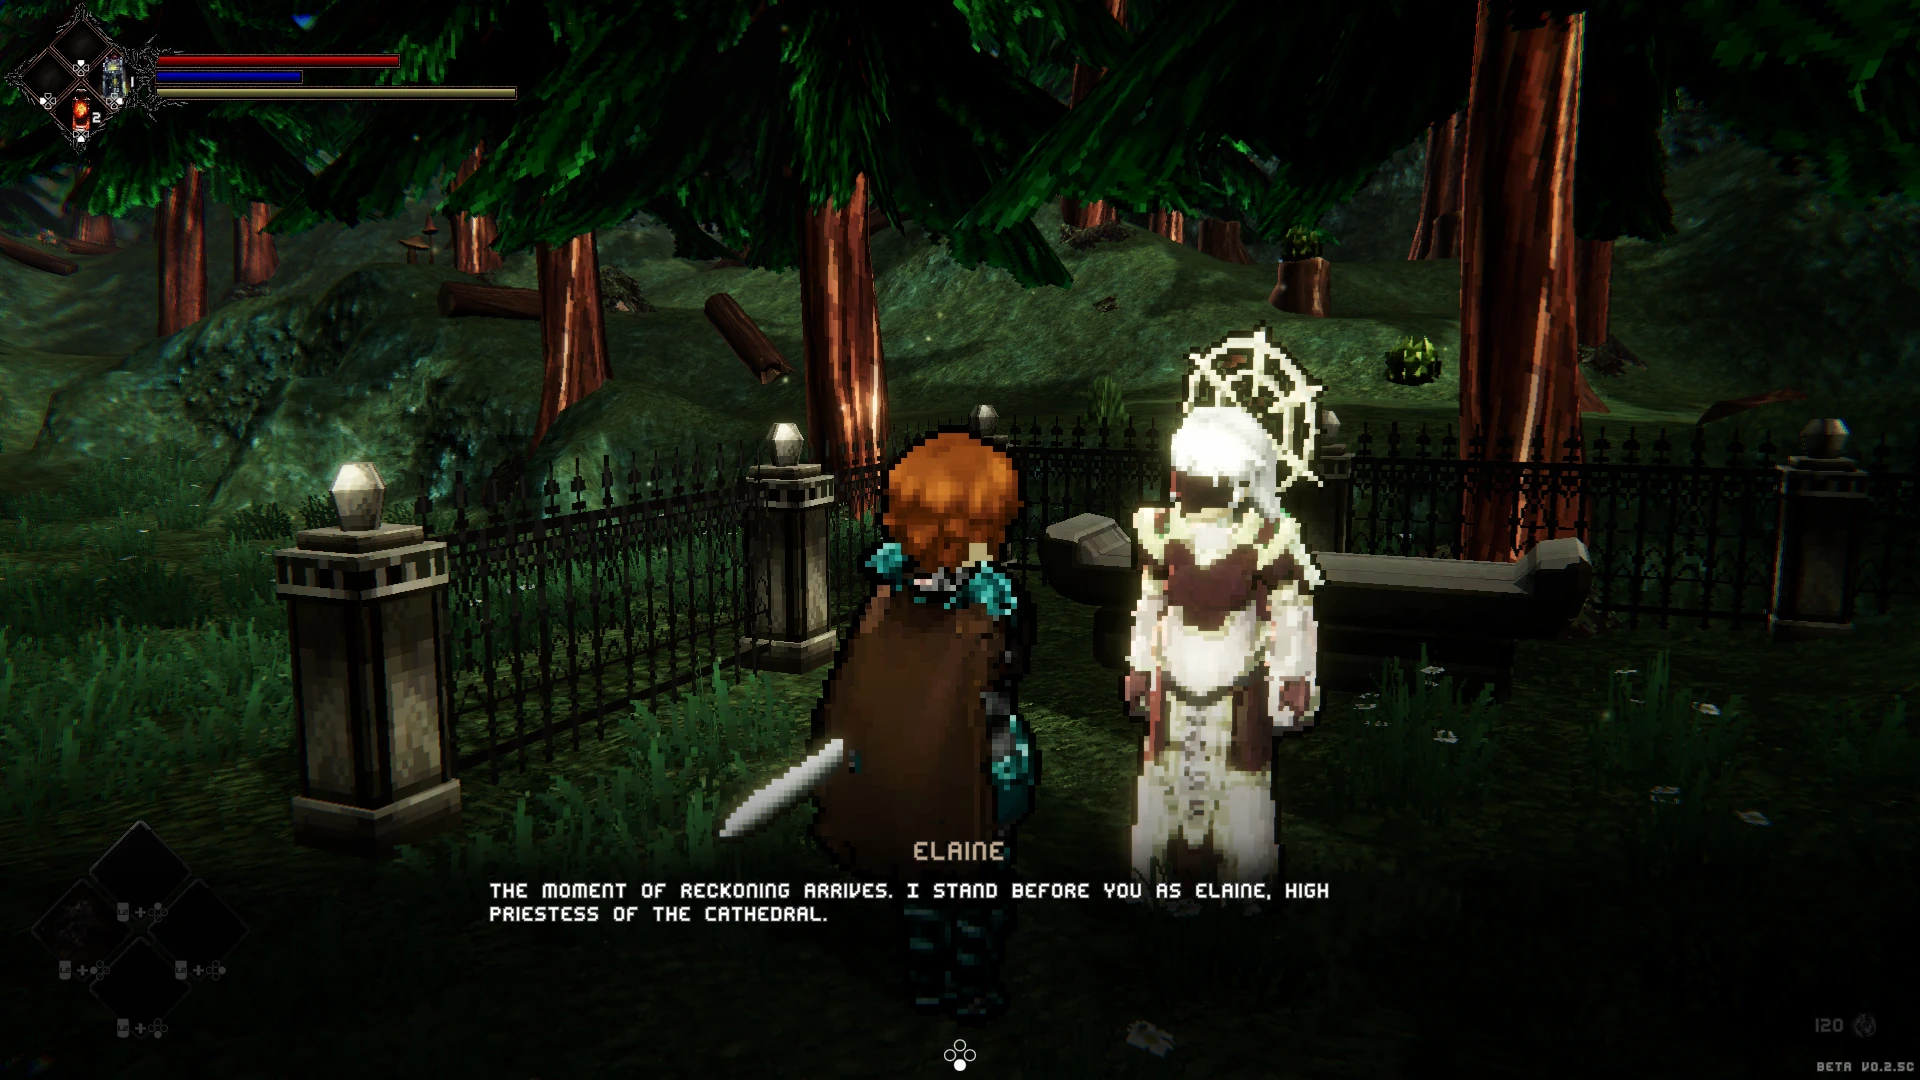 2
ELAINE
THE MOMENT OF RECKONING ARRIVES. I STAND BEFORE YOU AS ELAINE, HIGH
PRIESTESS OF THE CATHEDRAL.
120
BETA V0.2.5C